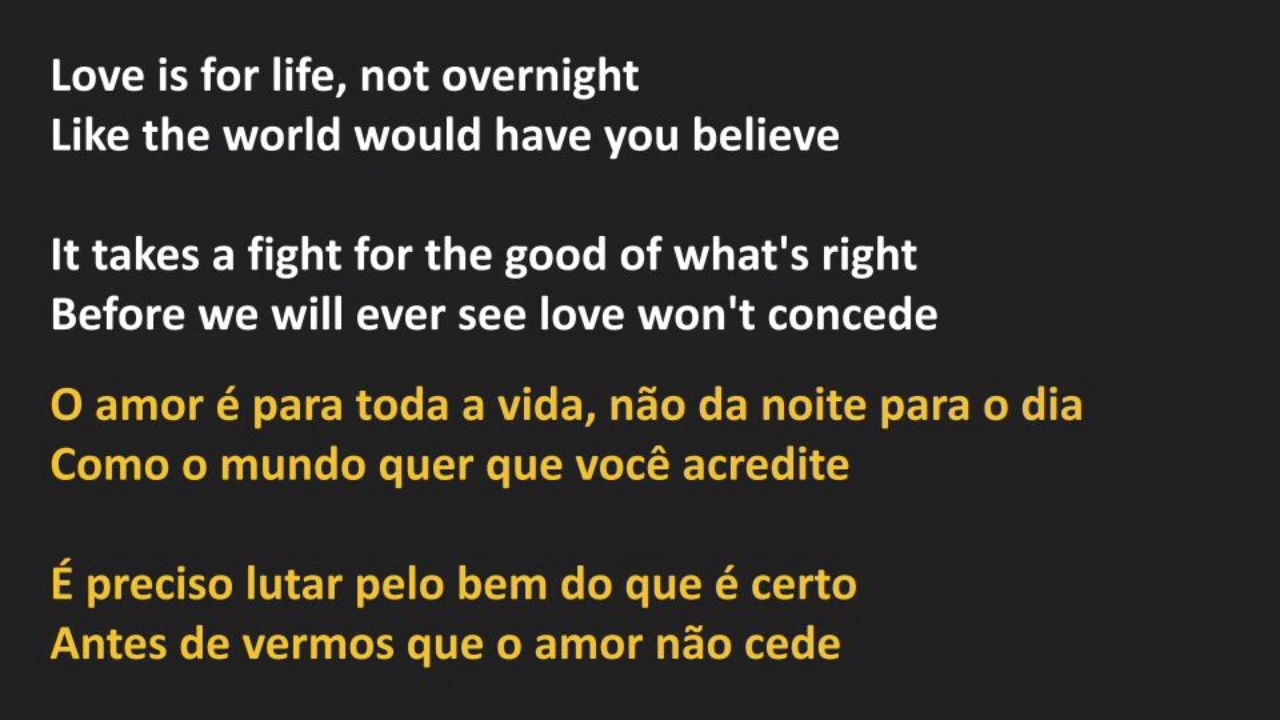 Love is for life, not overnight
Like the world would have you believe
It takes a fight for the good of what's right
Before we will ever see love won't concede
O amor é para toda a vida, não da noite para o dia
Como o mundo quer que você acredite
É preciso lutar pelo bem do que é certo
Antes de vermos que o amor não cede